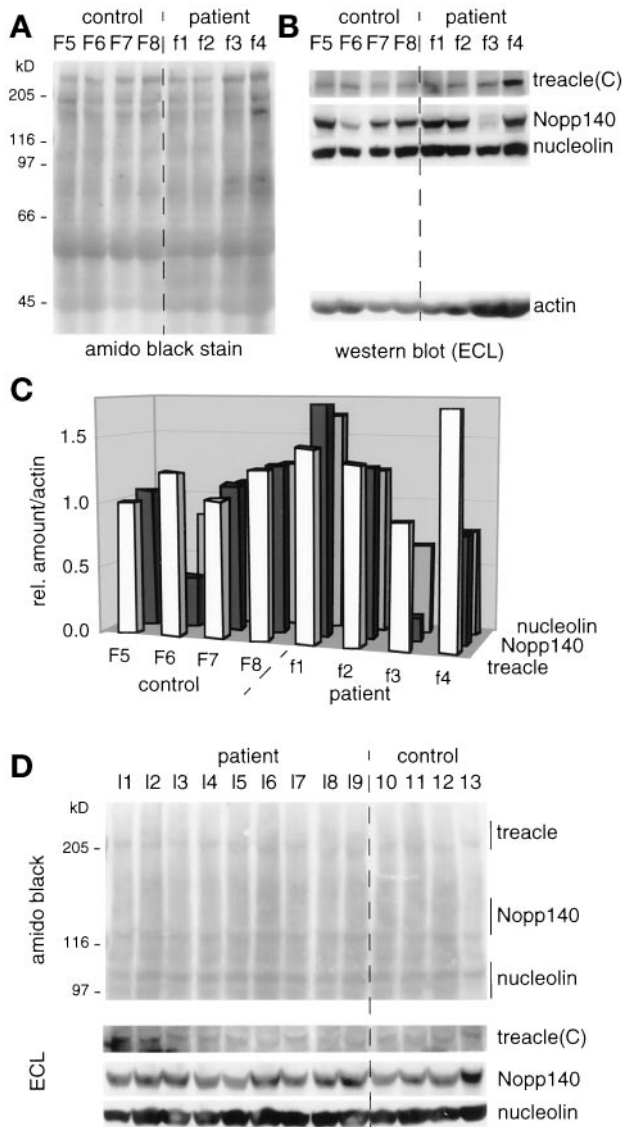 A
control patient
F5 F6 F7 F8 f1 f2 f3 f4
kD
205 -
116 -
97 -
66 -
45 -
amido black stain
B
control patient
F5 F6 F7 F8 f1 f2 f3 f4
treacle(C)
Nopp140
nucleolin
actin
western blot (ECL)
C
rel. amount/actin
1.5
1.0
0.5
0.0
F5 F6 F7 F8 f1 f2 f3 f4
control patient
nucleolin
Nopp140
treacle
D
patient control
l1 l2 l3 l4 l5 l6 l7 l8 l9 10 11 12 13
kD
205 -
116 -
97 -
amido black
treacle
Nopp140
nucleolin
ECL
treacle(C)
Nopp140
nucleolin